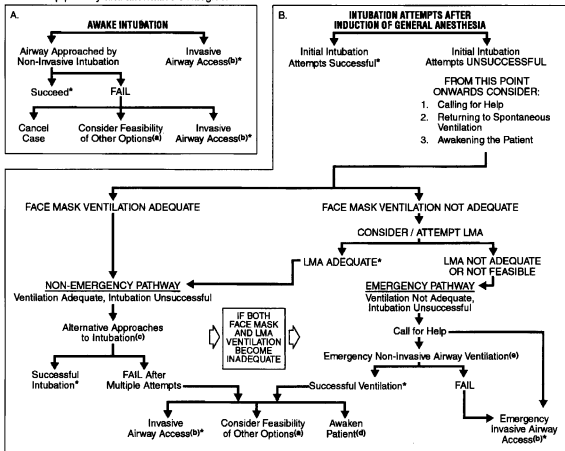 A.
AWAKE INTUBATION
Airway Approached by
Non-Invasive Intubation
Invasive
Airway Access(b)*
Succeed*
FAIL
Cancel
Case
Consider Feasibility
of Other Options(a)
Invasive
Airway Access(b)*
B.
INTUBATION ATTEMPTS AFTER
INDUCTION OF GENERAL ANESTHESIA
Initial Intubation
Attempts Successful*
Initial Intubation
Attempts UNSUCCESSFUL
FROM THIS POINT
ONWARDS CONSIDER:
1. Calling for Help
2. Returning to Spontaneous
Ventilation
3. Awakening the Patient
FACE MASK VENTILATION ADEQUATE
FACE MASK VENTILATION NOT ADEQUATE
CONSIDER / ATTEMPT LMA
LMA ADEQUATE*
LMA NOT ADEQUATE
OR NOT FEASIBLE
NON-EMERGENCY PATHWAY
Ventilation Adequate, Intubation Unsuccessful
EMERGENCY PATHWAY
Ventilation Not Adequate,
Intubation Unsuccessful
Alternative Approaches
to Intubation(c)
IF BOTH
FACE MASK
AND LMA
VENTILATION
BECOME
INADEQUATE
Call for Help
Emergency Non-Invasive Airway Ventilation(e)
Successful
Intubation*
FAIL After
Multiple Attempts
Successful Ventilation*
FAIL
Invasive
Airway Access(b)*
Consider Feasibility
of Other Options(a)
Awaken
Patient(d)
Emergency
Invasive Airway
Access(b)*